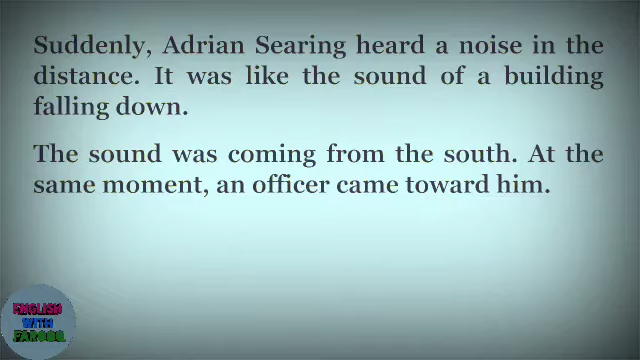 Suddenly, Adrian Searing heard a noise in the
distance. It was like the sound of a building
falling down.
The sound was coming from the south. At the
same moment, an officer came toward him.
ENGLISH
WITH
FAROOQ